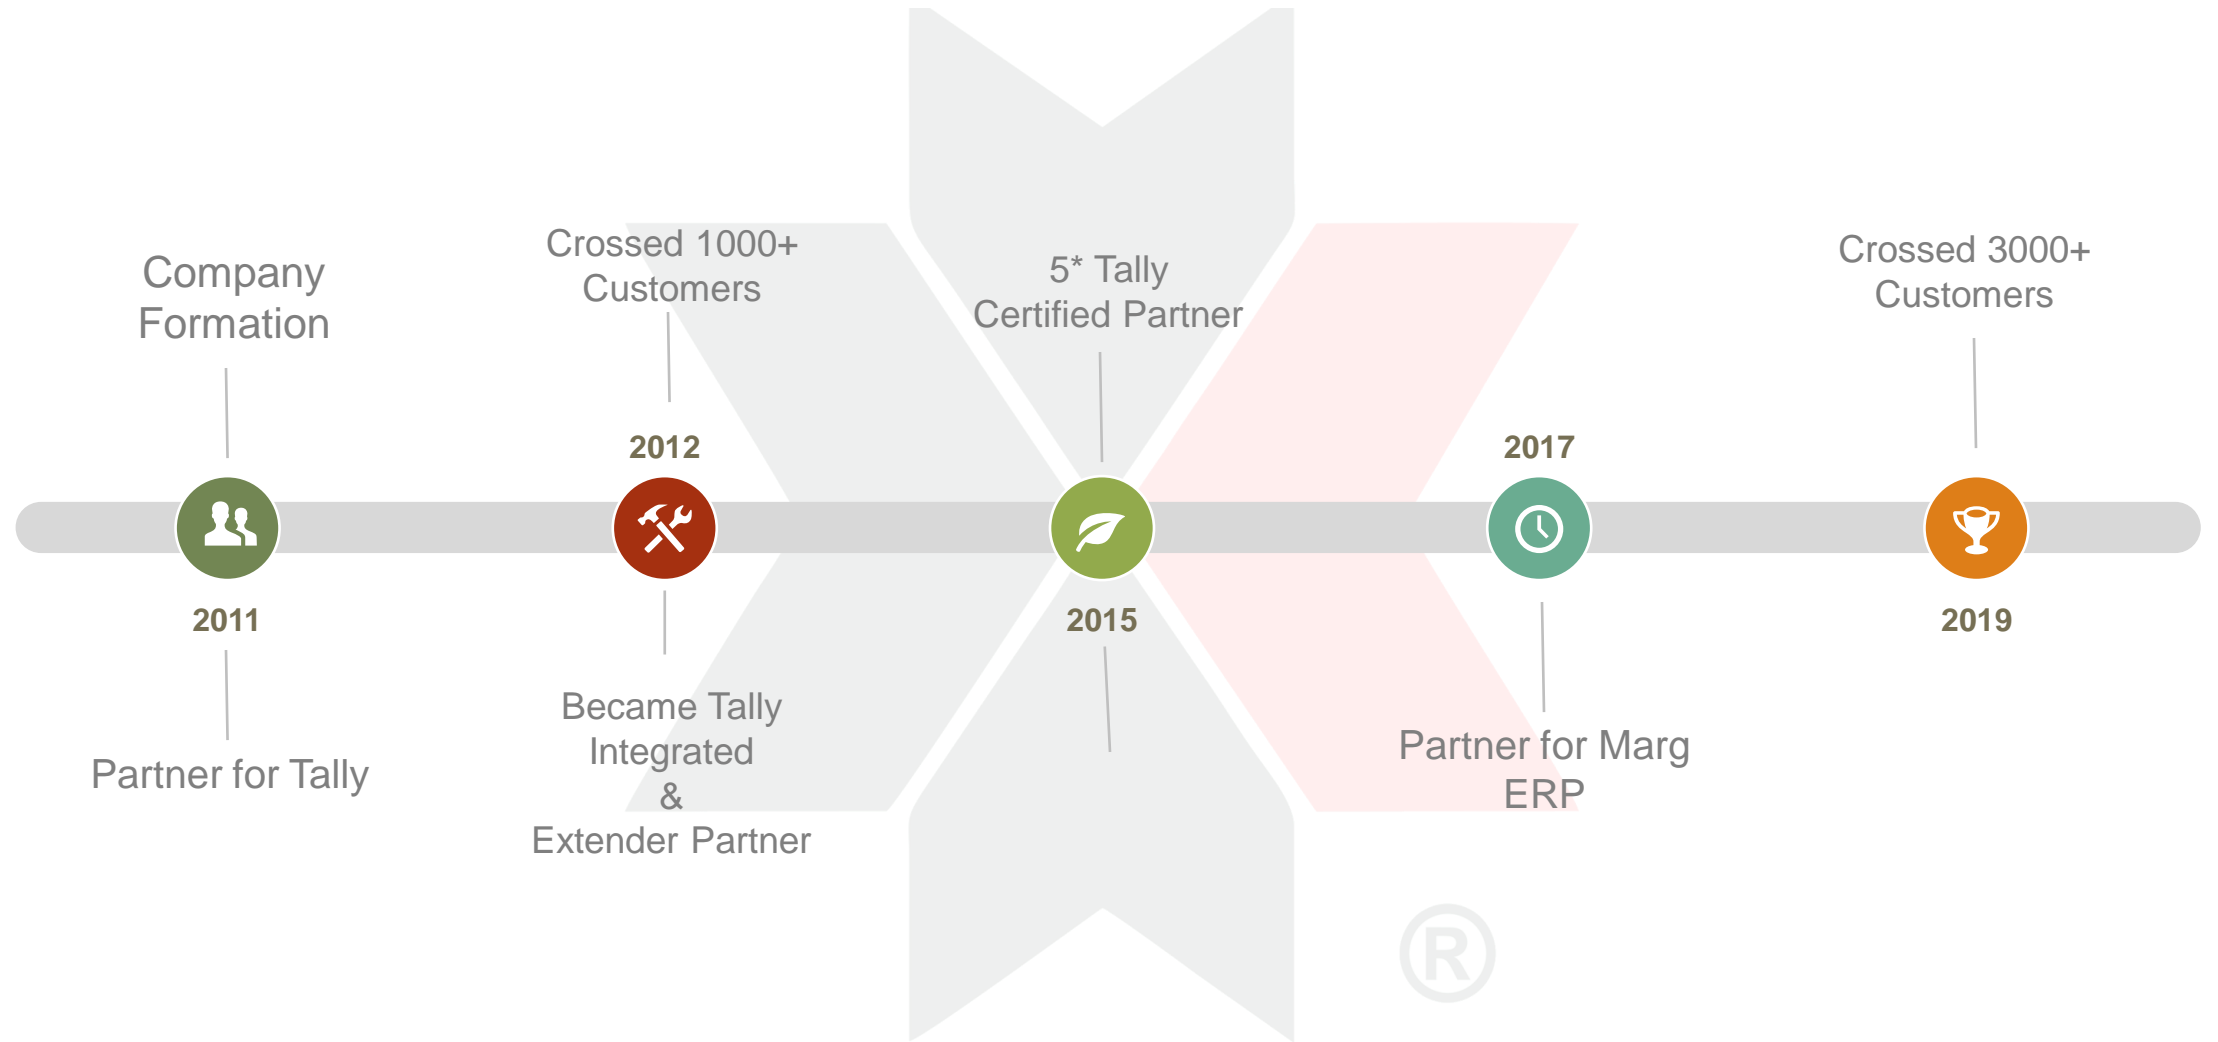 Company
Formation
2011
Partner for Tally
Crossed 1000+
Customers
2012
Became Tally
Integrated
&
Extender Partner
5* Tally
Certified Partner
2015
2017
Partner for Marg
ERP
Crossed 3000+
Customers
2019
®